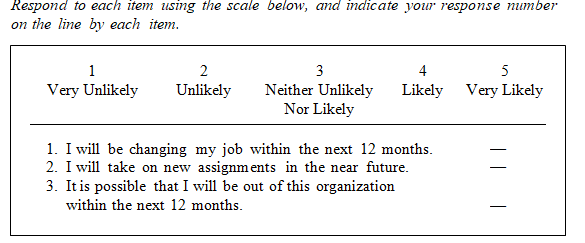 Respond to each item using the scale below, and indicate your response number
on the line by each item.
1 2 3 4 5
Very Unlikely Unlikely Neither Unlikely Likely Very Likely
Nor Likely
1. I will be changing my job within the next 12 months. —
2. I will take on new assignments in the near future. —
3. It is possible that I will be out of this organization
within the next 12 months. —